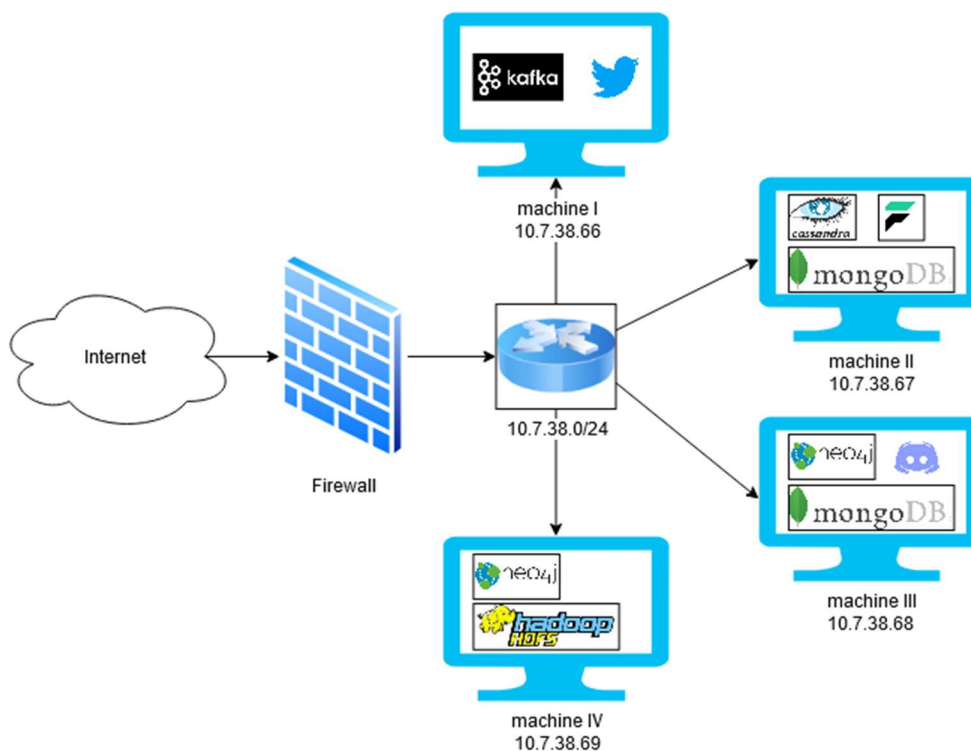 kafka
machine I
10.7.38.66
cassandra
mongoDB
machine II
10.7.38.67
Internet
Firewall
10.7.38.0/24
neo4j
mongoDB
machine III
10.7.38.68
neo4j
hadoop
HDFS
machine IV
10.7.38.69